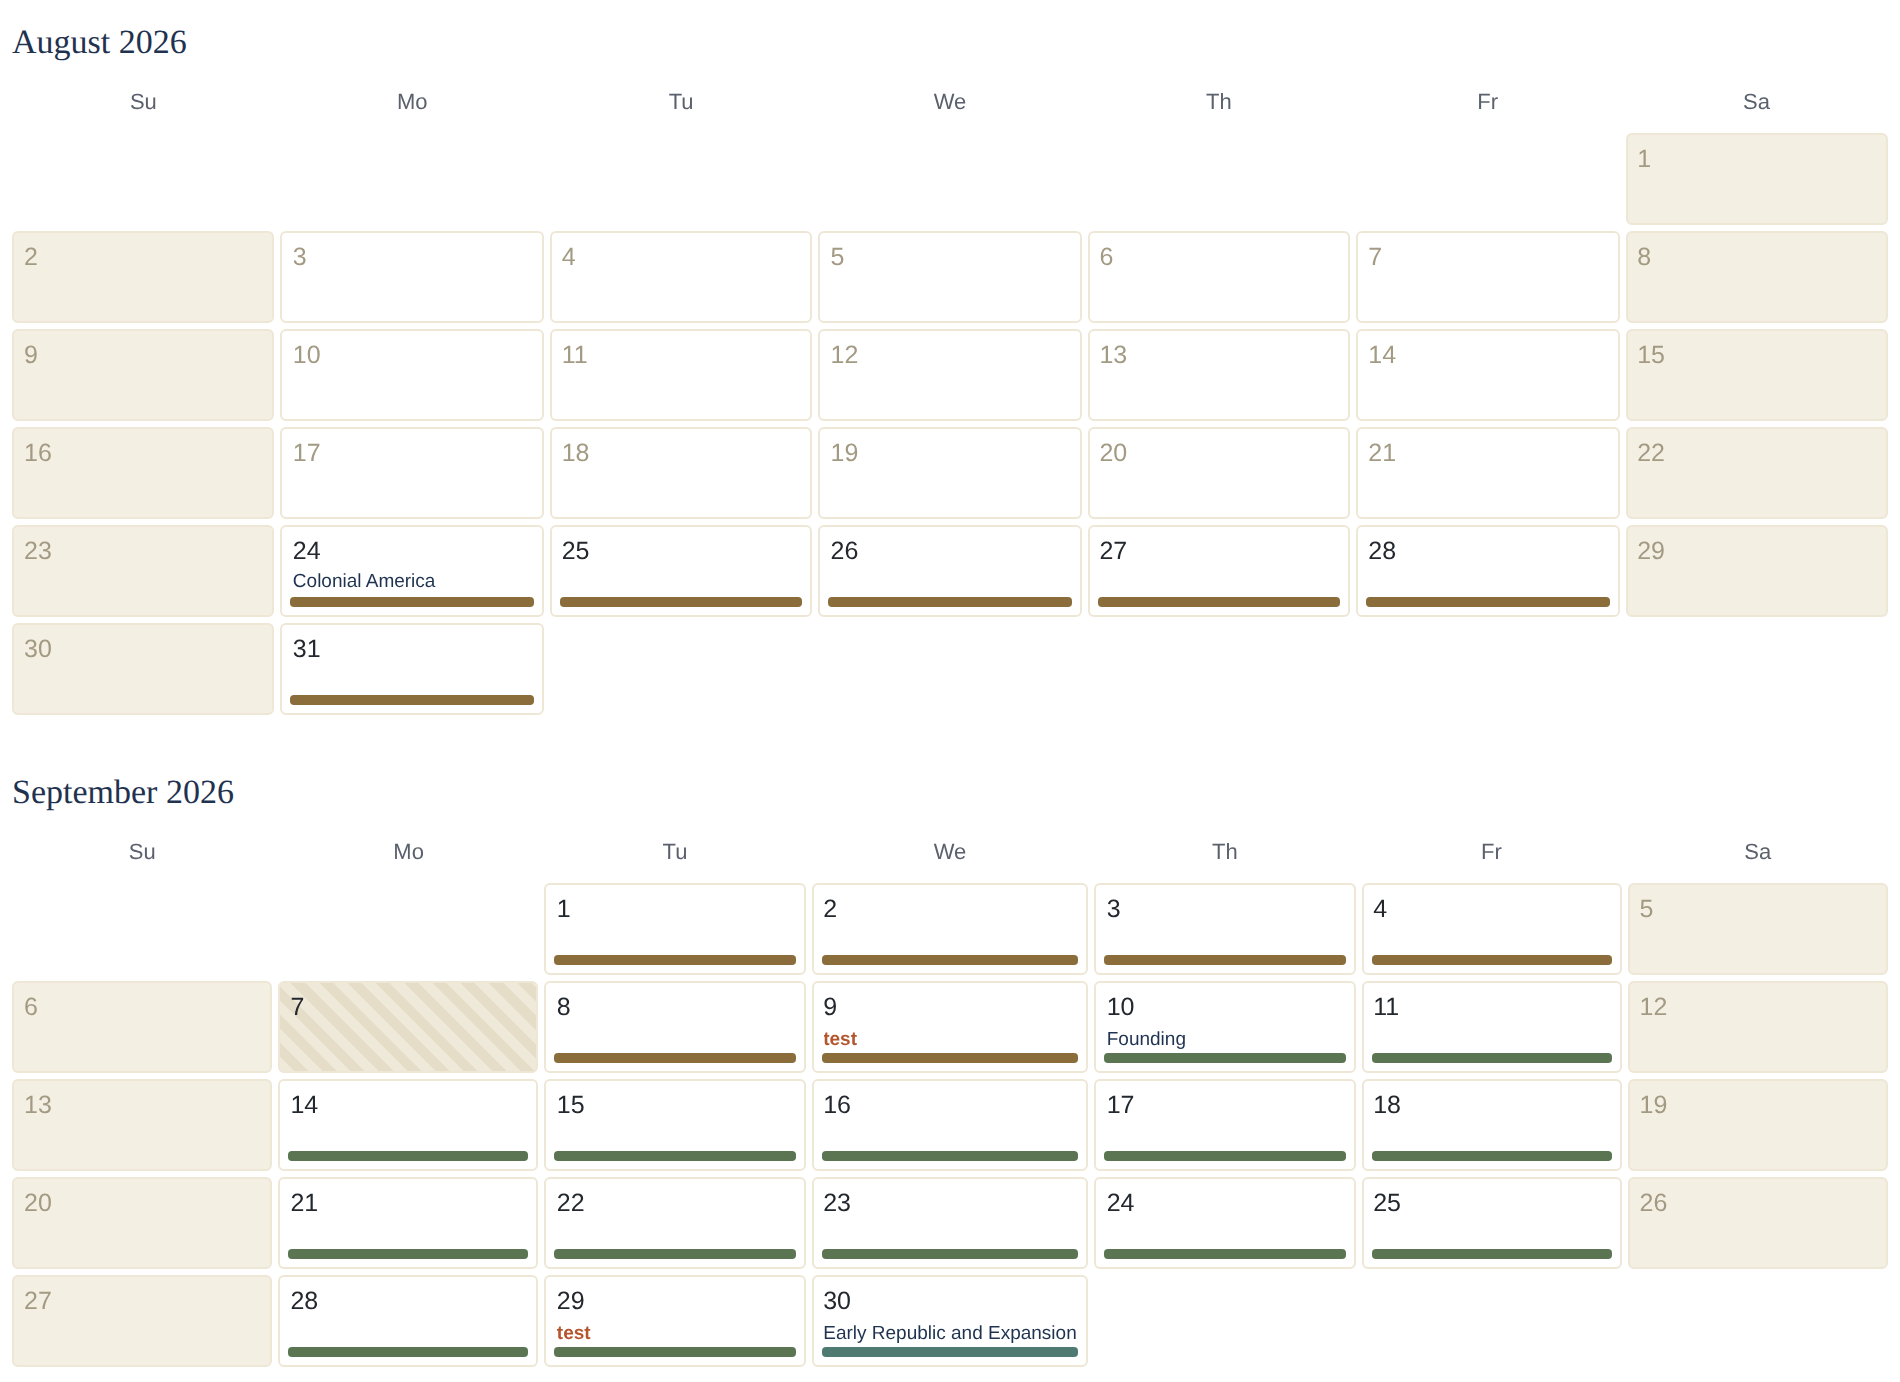 August 2026
Su Mo Tu We Th Fr Sa
1
2 3 4 5 6 7 8
9 10 11 12 13 14 15
16 17 18 19 20 21 22
23 24 25 26 27 28 29
Colonial America
30 31
September 2026
Su Mo Tu We Th Fr Sa
1 2 3 4 5
6 7 8 9 10 11 12
test Founding
13 14 15 16 17 18 19
20 21 22 23 24 25 26
27 28 29 30
test Early Republic and Expansion